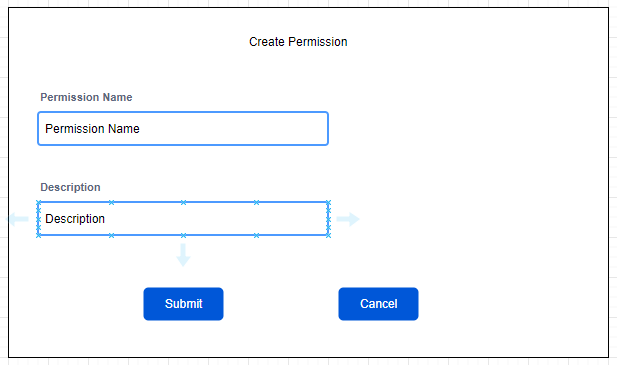 Create Permission
Permission Name
Permission Name
Description
Description
Submit Cancel